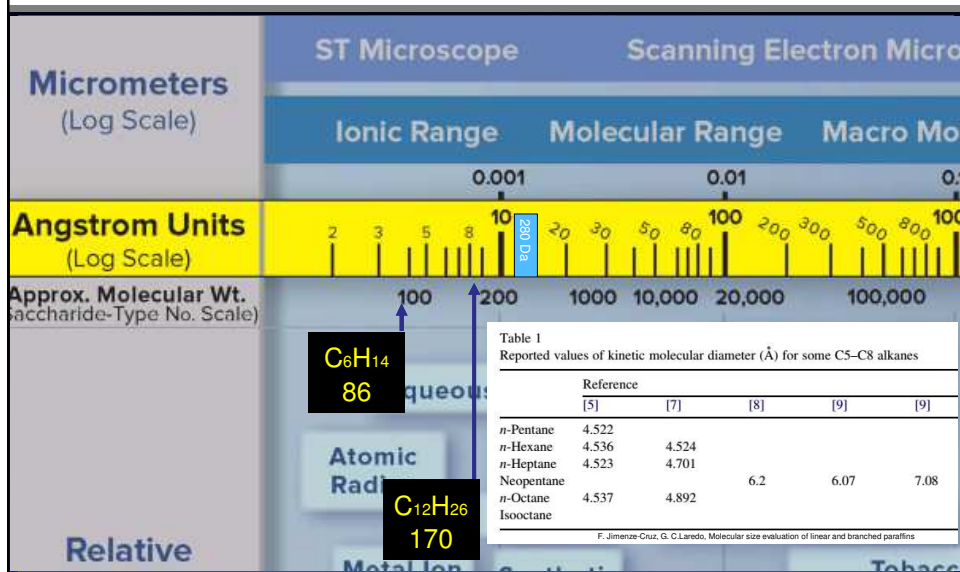 ST Microscope Scanning Electron Micro
Micrometers
(Log Scale)
Ionic Range Molecular Range Macro Mo
0.001 0.01 0.
Angstrom Units
(Log Scale)
2 3 5 8 10 20 30 50 80 100 200 300 500 800 100
280 Da
Approx. Molecular Wt.
Saccharide-Type No. Scale)
100 200 1000 10,000 20,000 100,000
C₆H₁₄
86
queous
Atomic
Radi
C₁₂H₂₆
170
Table 1
Reported values of kinetic molecular diameter (Å) for some C5–C8 alkanes
Reference
[5] [7] [8] [9] [9]
n-Pentane 4.522
n-Hexane 4.536 4.524
n-Heptane 4.523 4.701
Neopentane 6.2 6.07 7.08
n-Octane 4.537 4.892
Isooctane
F. Jimenze-Cruz, G. C.Laredo, Molecular size evaluation of linear and branched paraffins
Relative
Metal Ion
Tobacc